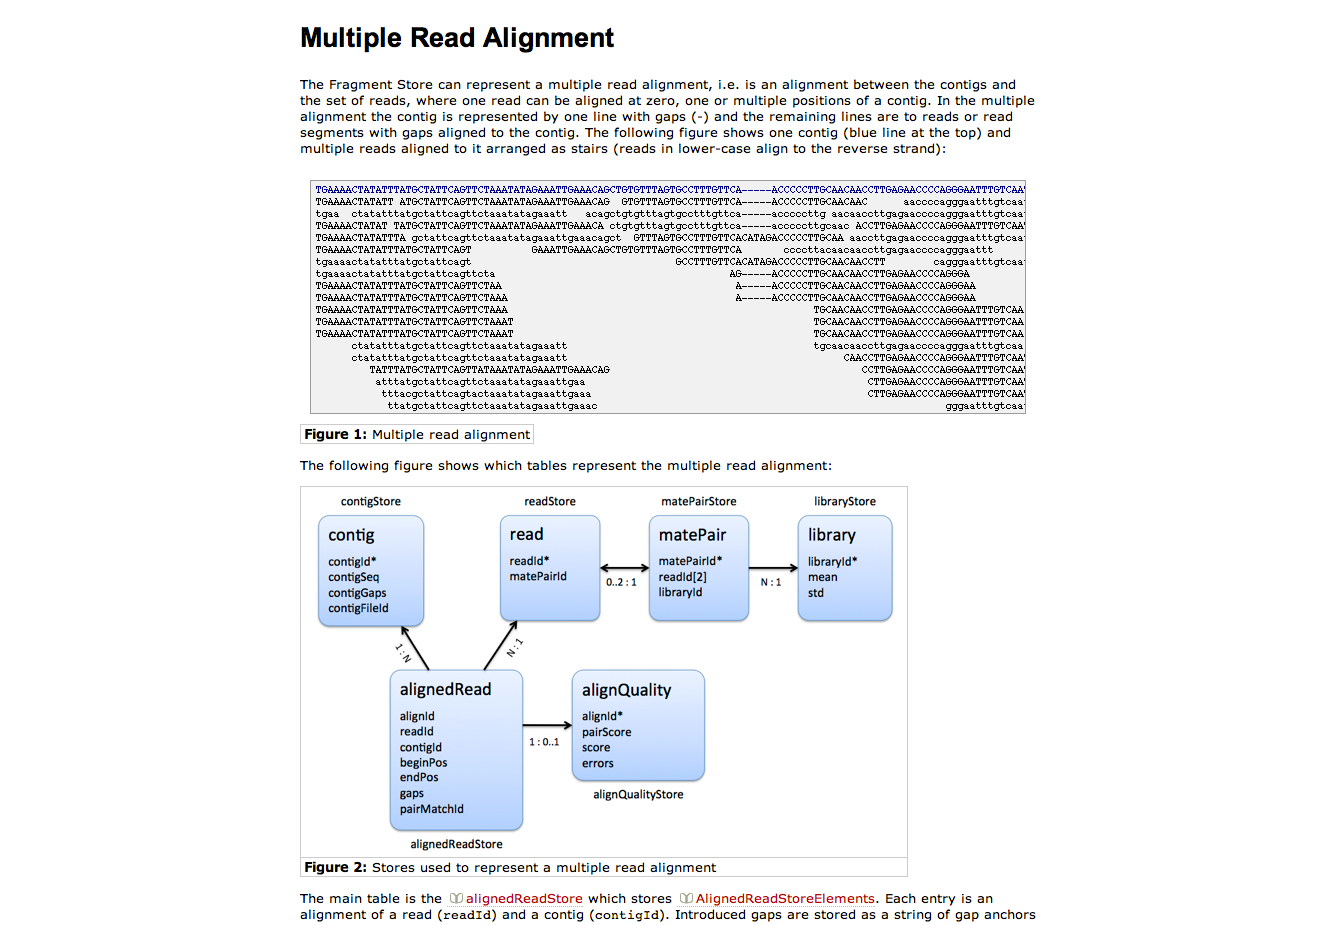 Multiple Read Alignment
The Fragment Store can represent a multiple read alignment, i.e. is an alignment between the contigs and
the set of reads, where one read can be aligned at zero, one or multiple positions of a contig. In the multiple
alignment the contig is represented by one line with gaps (-) and the remaining lines are to reads or read
segments with gaps aligned to the contig. The following figure shows one contig (blue line at the top) and
multiple reads aligned to it arranged as stairs (reads in lower-case align to the reverse strand):
TGAAAACTATATTTATGCTATTCAGTTCTAAATATAGAAATTGAAACAGCTGTGTTTAGTGCCTTTGTTCA-----ACCCCCTTGCAACAACCTTGAGAACCCCAGGGAATTTGTCAA
TGAAAACTATATT ATGCTATTCAGTTCTAAATATAGAAATTGAAACAG GTGTTTAGTGCCTTTGTTCA-----ACCCCCTTGCAACAAC aaccccagggaatttgtcaa
tgaa ctatatttatgctattcagttctaaatatagaaatt acagctgtgtttagtgcctttgttca-----acccccttg aacaaccttgagaaccccagggaatttgtcaa
TGAAAACTATAT TATGCTATTCAGTTCTAAATATAGAAATTGAAACA ctgtgtttagtgcctttgttca-----acccccttgcaac ACCTTGAGAACCCCAGGGAATTTGTCAA
TGAAAACTATATTTA gctattcagttctaaatatagaaattgaaacagct GTTTAGTGCCTTTGTTCACATAGACCCCCTTGCAA aaccttgagaaccccagggaatttgtcaa
TGAAAACTATATTTATGCTATTCAGT GAAATTGAAACAGCTGTGTTTAGTGCCTTTGTTCA ccccttacaacaaccttgagaaccccagggaattt
tgaaaactatatttatgctattcagt GCCTTTGTTCACATAGACCCCCTTGCAACAACCTT cagggaatttgtcaa
tgaaaactatatttatgctattcagttcta AG-----ACCCCCTTGCAACAACCTTGAGAACCCCAGGGA
TGAAAACTATATTTATGCTATTCAGTTCTAA A-----ACCCCCTTGCAACAACCTTGAGAACCCCAGGGAA
TGAAAACTATATTTATGCTATTCAGTTCTAAA A-----ACCCCCTTGCAACAACCTTGAGAACCCCAGGGAA
TGAAAACTATATTTATGCTATTCAGTTCTAAA TGCAACAACCTTGAGAACCCCAGGGAATTTGTCAA
TGAAAACTATATTTATGCTATTCAGTTCTAAAT TGCAACAACCTTGAGAACCCCAGGGAATTTGTCAA
TGAAAACTATATTTATGCTATTCAGTTCTAAAT TGCAACAACCTTGAGAACCCCAGGGAATTTGTCAA
ctatatttatgctattcagttctaaatatagaaatt tgcaacaaccttgagaaccccagggaatttgtcaa
ctatatttatgctattcagttctaaatatagaaatt CAACCTTGAGAACCCCAGGGAATTTGTCAA
TATTTATGCTATTCAGTTATAAATATAGAAATTGAAACAG CCTTGAGAACCCCAGGGAATTTGTCAA
atttatgctattcagttctaaatatagaaattgaa CTTGAGAACCCCAGGGAATTTGTCAA
tttacgctattcagtactaaatatagaaattgaaa CTTGAGAACCCCAGGGAATTTGTCAA
ttatgctattcagttctaaatatagaaattgaaac gggaatttgtcaa
Figure 1: Multiple read alignment
The following figure shows which tables represent the multiple read alignment:
contigStore readStore matePairStore libraryStore
contig
contigId*
contigSeq
contigGaps
contigFileId
read
readId*
matePairId
0..2 : 1
matePair
matePairId*
readId[2]
libraryId
N : 1
library
libraryId*
mean
std
1 : N
N : 1
alignedRead
alignId
readId
contigId
beginPos
endPos
gaps
pairMatchId
1 : 0..1
alignQuality
alignId*
pairScore
score
errors
alignQualityStore
alignedReadStore
Figure 2: Stores used to represent a multiple read alignment
The main table is the alignedReadStore which stores AlignedReadStoreElements. Each entry is an
alignment of a read (readId) and a contig (contigId). Introduced gaps are stored as a string of gap anchors